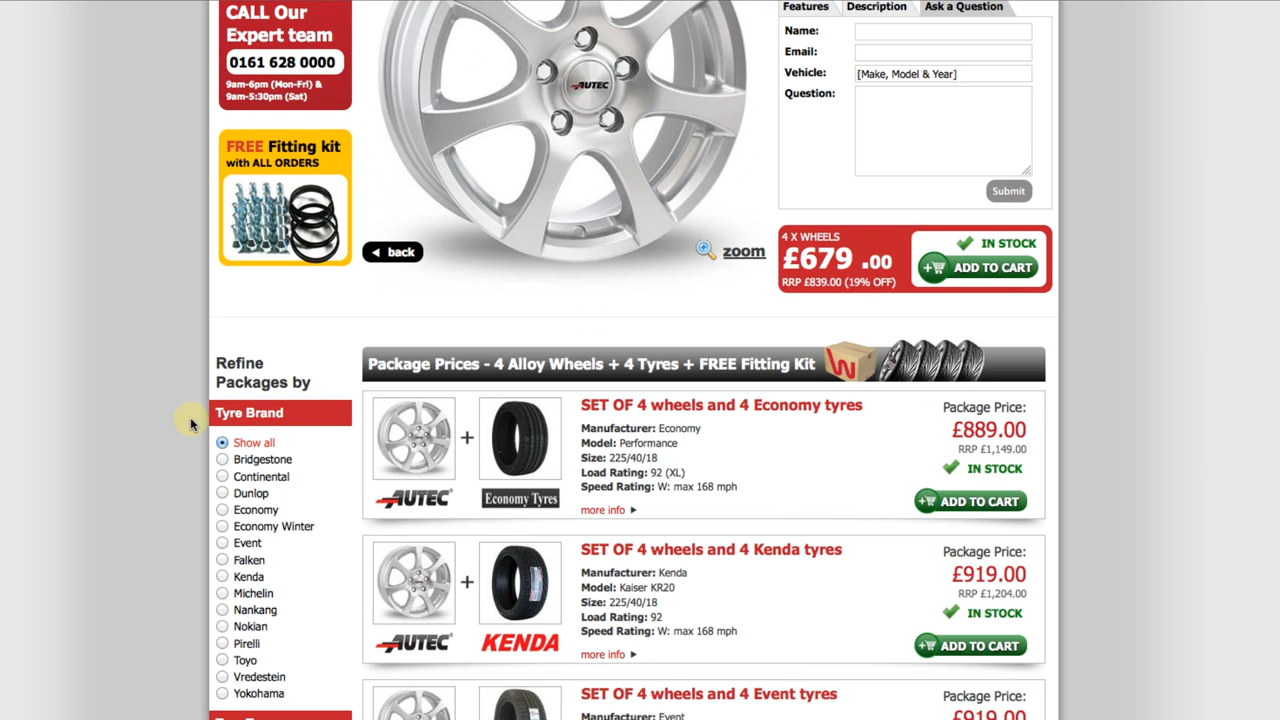 CALL Our
Expert team
0161 628 0000
9am-6pm (Mon-Fri) &
9am-5:30pm (Sat)
FREE Fitting kit
with ALL ORDERS
AUTEC
◄ back
zoom
Features Description Ask a Question
Name:
Email:
Vehicle: [Make, Model & Year]
Question:
Submit
4 X WHEELS
£679 .00
RRP £839.00 (19% OFF)
IN STOCK
ADD TO CART
Refine
Packages by
Tyre Brand
Show all
Bridgestone
Continental
Dunlop
Economy
Economy Winter
Event
Falken
Kenda
Michelin
Nankang
Nokian
Pirelli
Toyo
Vredestein
Yokohama
Package Prices - 4 Alloy Wheels + 4 Tyres + FREE Fitting Kit
W
AUTEC
Economy Tyres
SET OF 4 wheels and 4 Economy tyres
Manufacturer: Economy
Model: Performance
Size: 225/40/18
Load Rating: 92 (XL)
Speed Rating: W: max 168 mph
more info ►
Package Price:
£889.00
RRP £1,149.00
IN STOCK
ADD TO CART
AUTEC
KENDA
SET OF 4 wheels and 4 Kenda tyres
Manufacturer: Kenda
Model: Kaiser KR20
Size: 225/40/18
Load Rating: 92
Speed Rating: W: max 168 mph
more info ►
Package Price:
£919.00
RRP £1,204.00
IN STOCK
ADD TO CART
SET OF 4 wheels and 4 Event tyres
Manufacturer: Event
Package Price:
£919.00